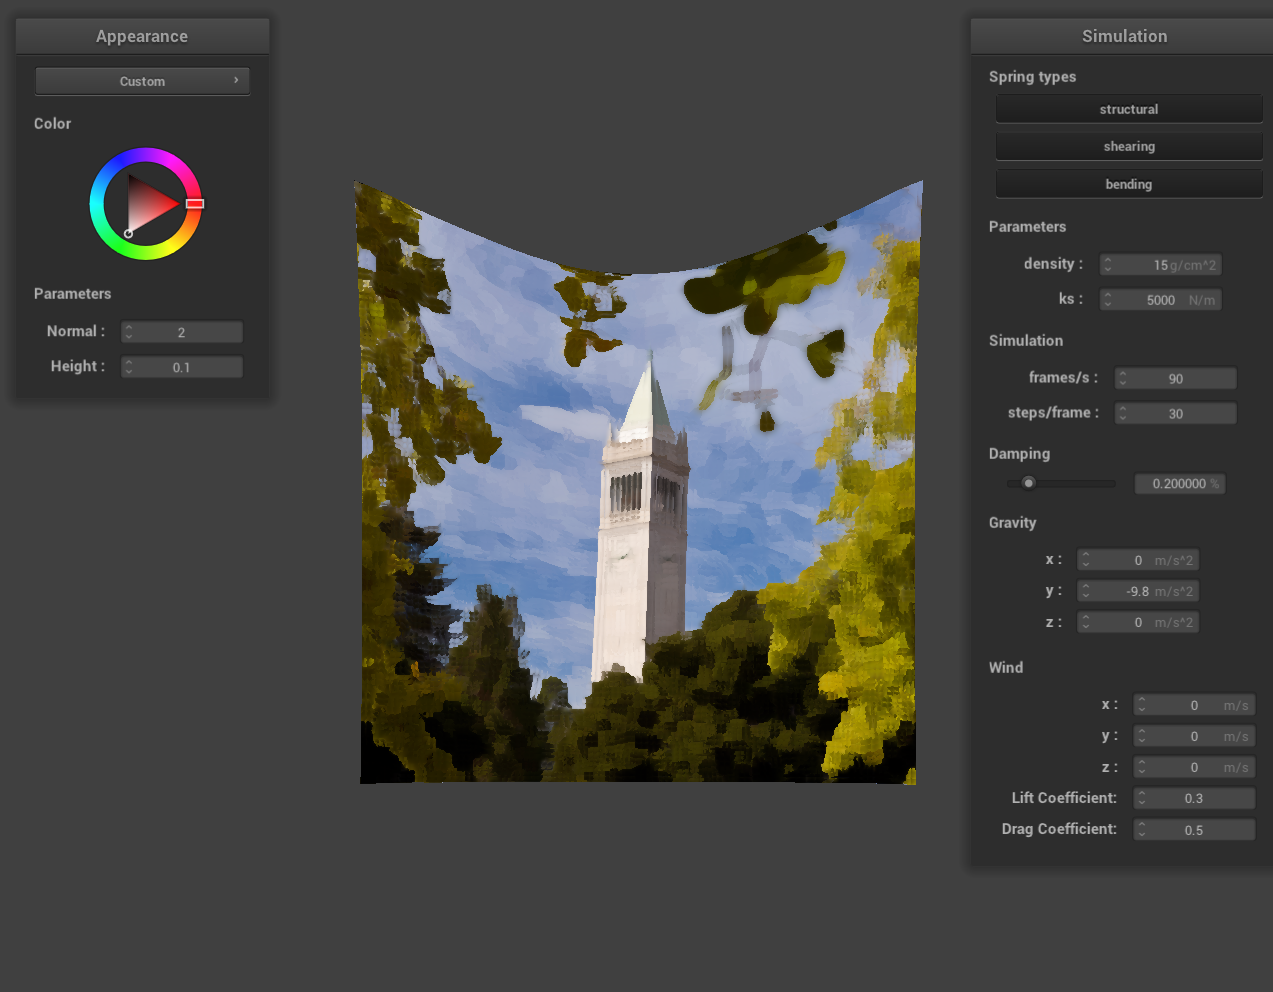 Appearance
Custom
Color
Parameters
Normal : 2
Height : 0.1
Simulation
Spring types
structural
shearing
bending
Parameters
density : 15 g/cm^2
ks : 5000 N/m
Simulation
frames/s : 90
steps/frame : 30
Damping
0.200000 %
Gravity
x : 0 m/s^2
y : -9.8 m/s^2
z : 0 m/s^2
Wind
x : 0 m/s
y : 0 m/s
z : 0 m/s
Lift Coefficient: 0.3
Drag Coefficient: 0.5